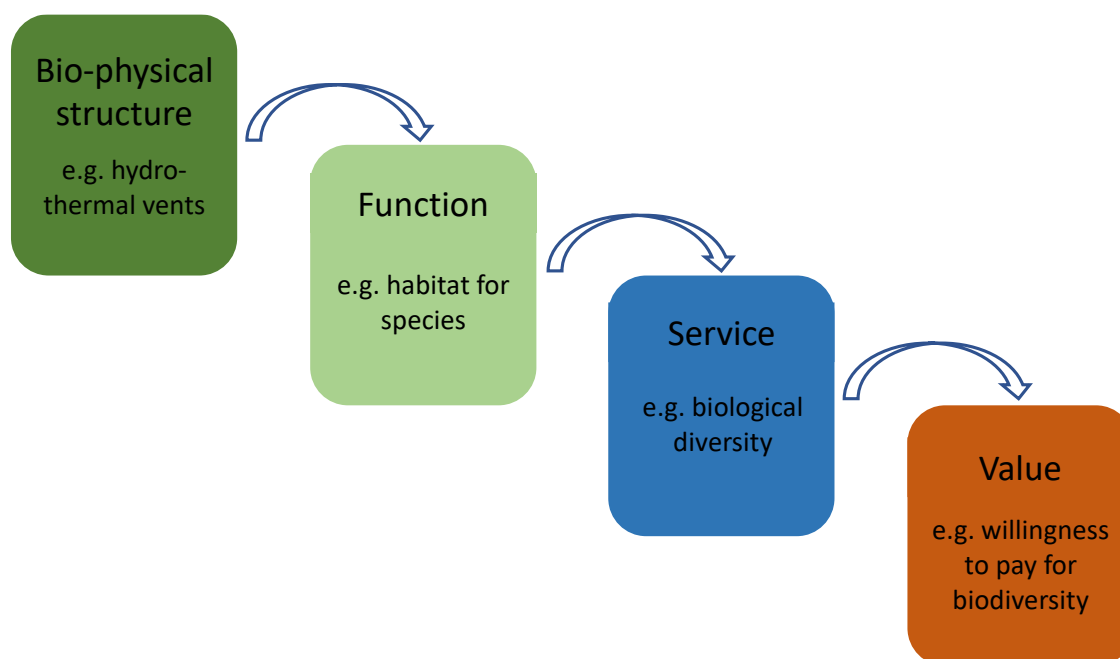 Bio-physical
structure
e.g. hydro-
thermal vents
Function
e.g. habitat for
species
Service
e.g. biological
diversity
Value
e.g. willingness
to pay for
biodiversity